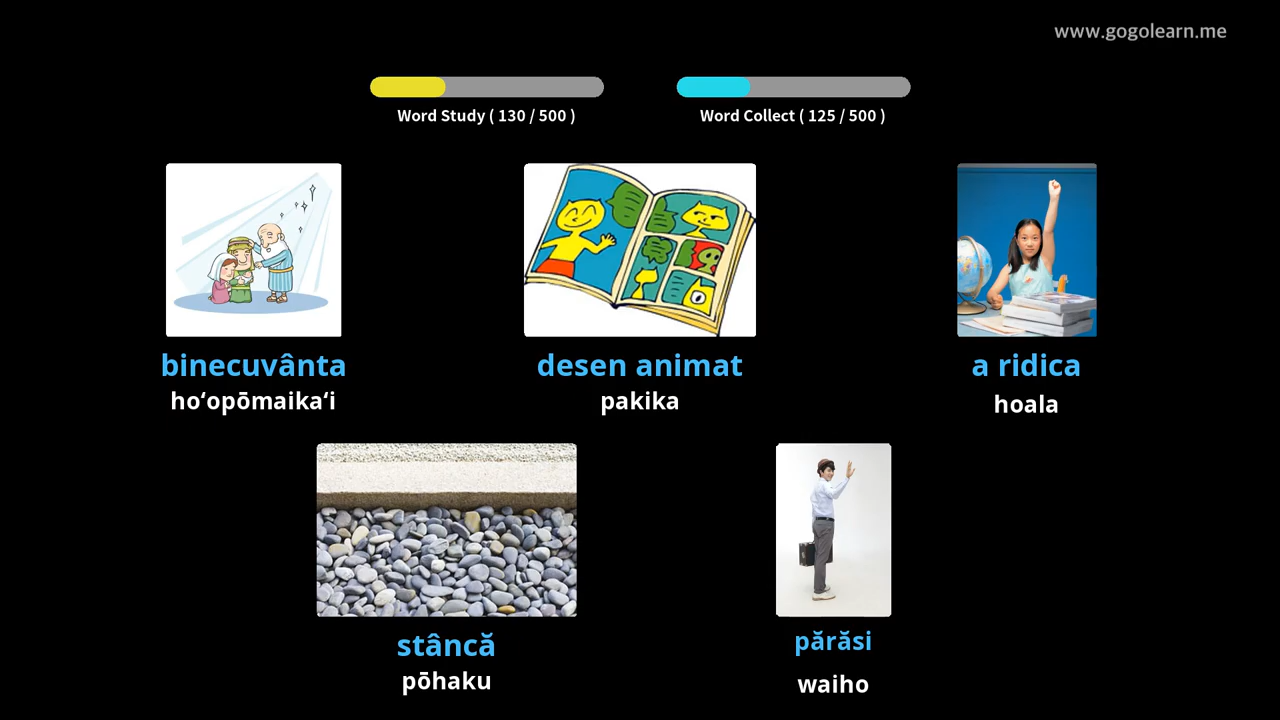 www.gogolearn.me
Word Study ( 130 / 500 )
Word Collect ( 125 / 500 )
binecuvânta
hoʻopōmaikaʻi
desen animat
pakika
a ridica
hoala
stâncă
pōhaku
părăsi
waiho